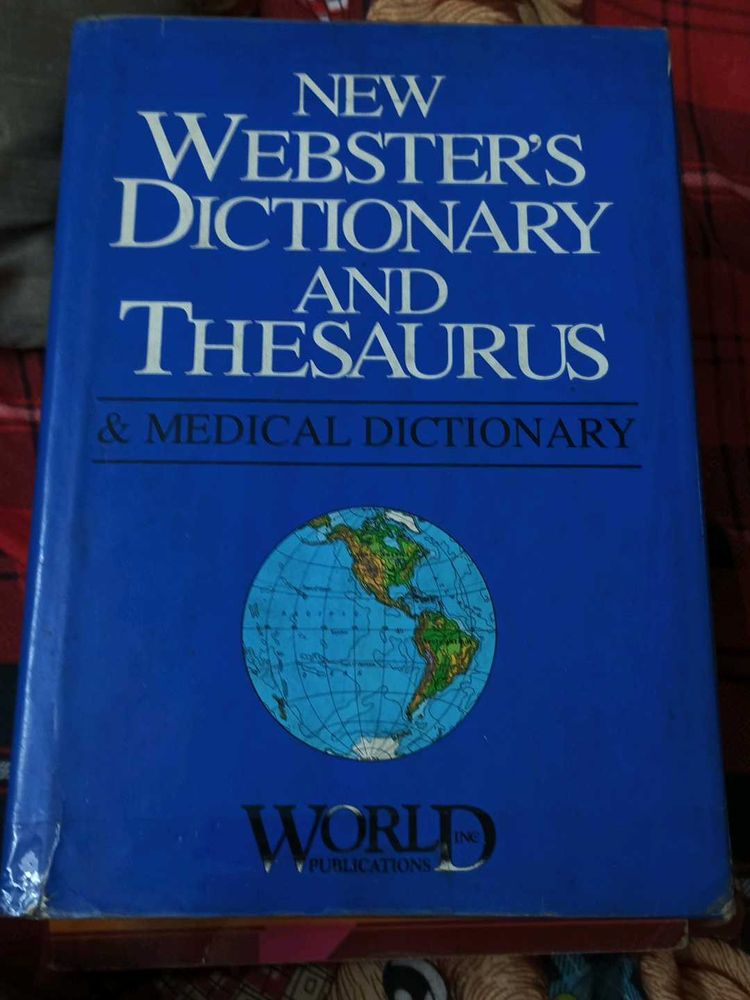 NEW
WEBSTER'S
DICTIONARY
AND
THESAURUS
& MEDICAL DICTIONARY
WORLD INC
PUBLICATIONS